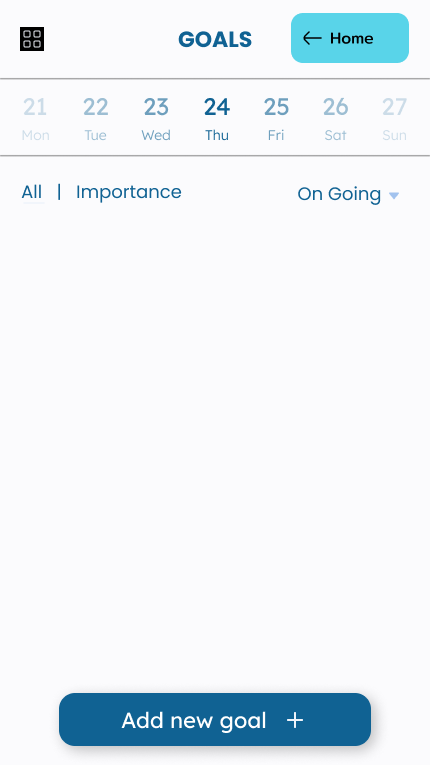 GOALS
Home
21 22 23 24 25 26 27
Mon Tue Wed Thu Fri Sat Sun
All | Importance
On Going
Add new goal +